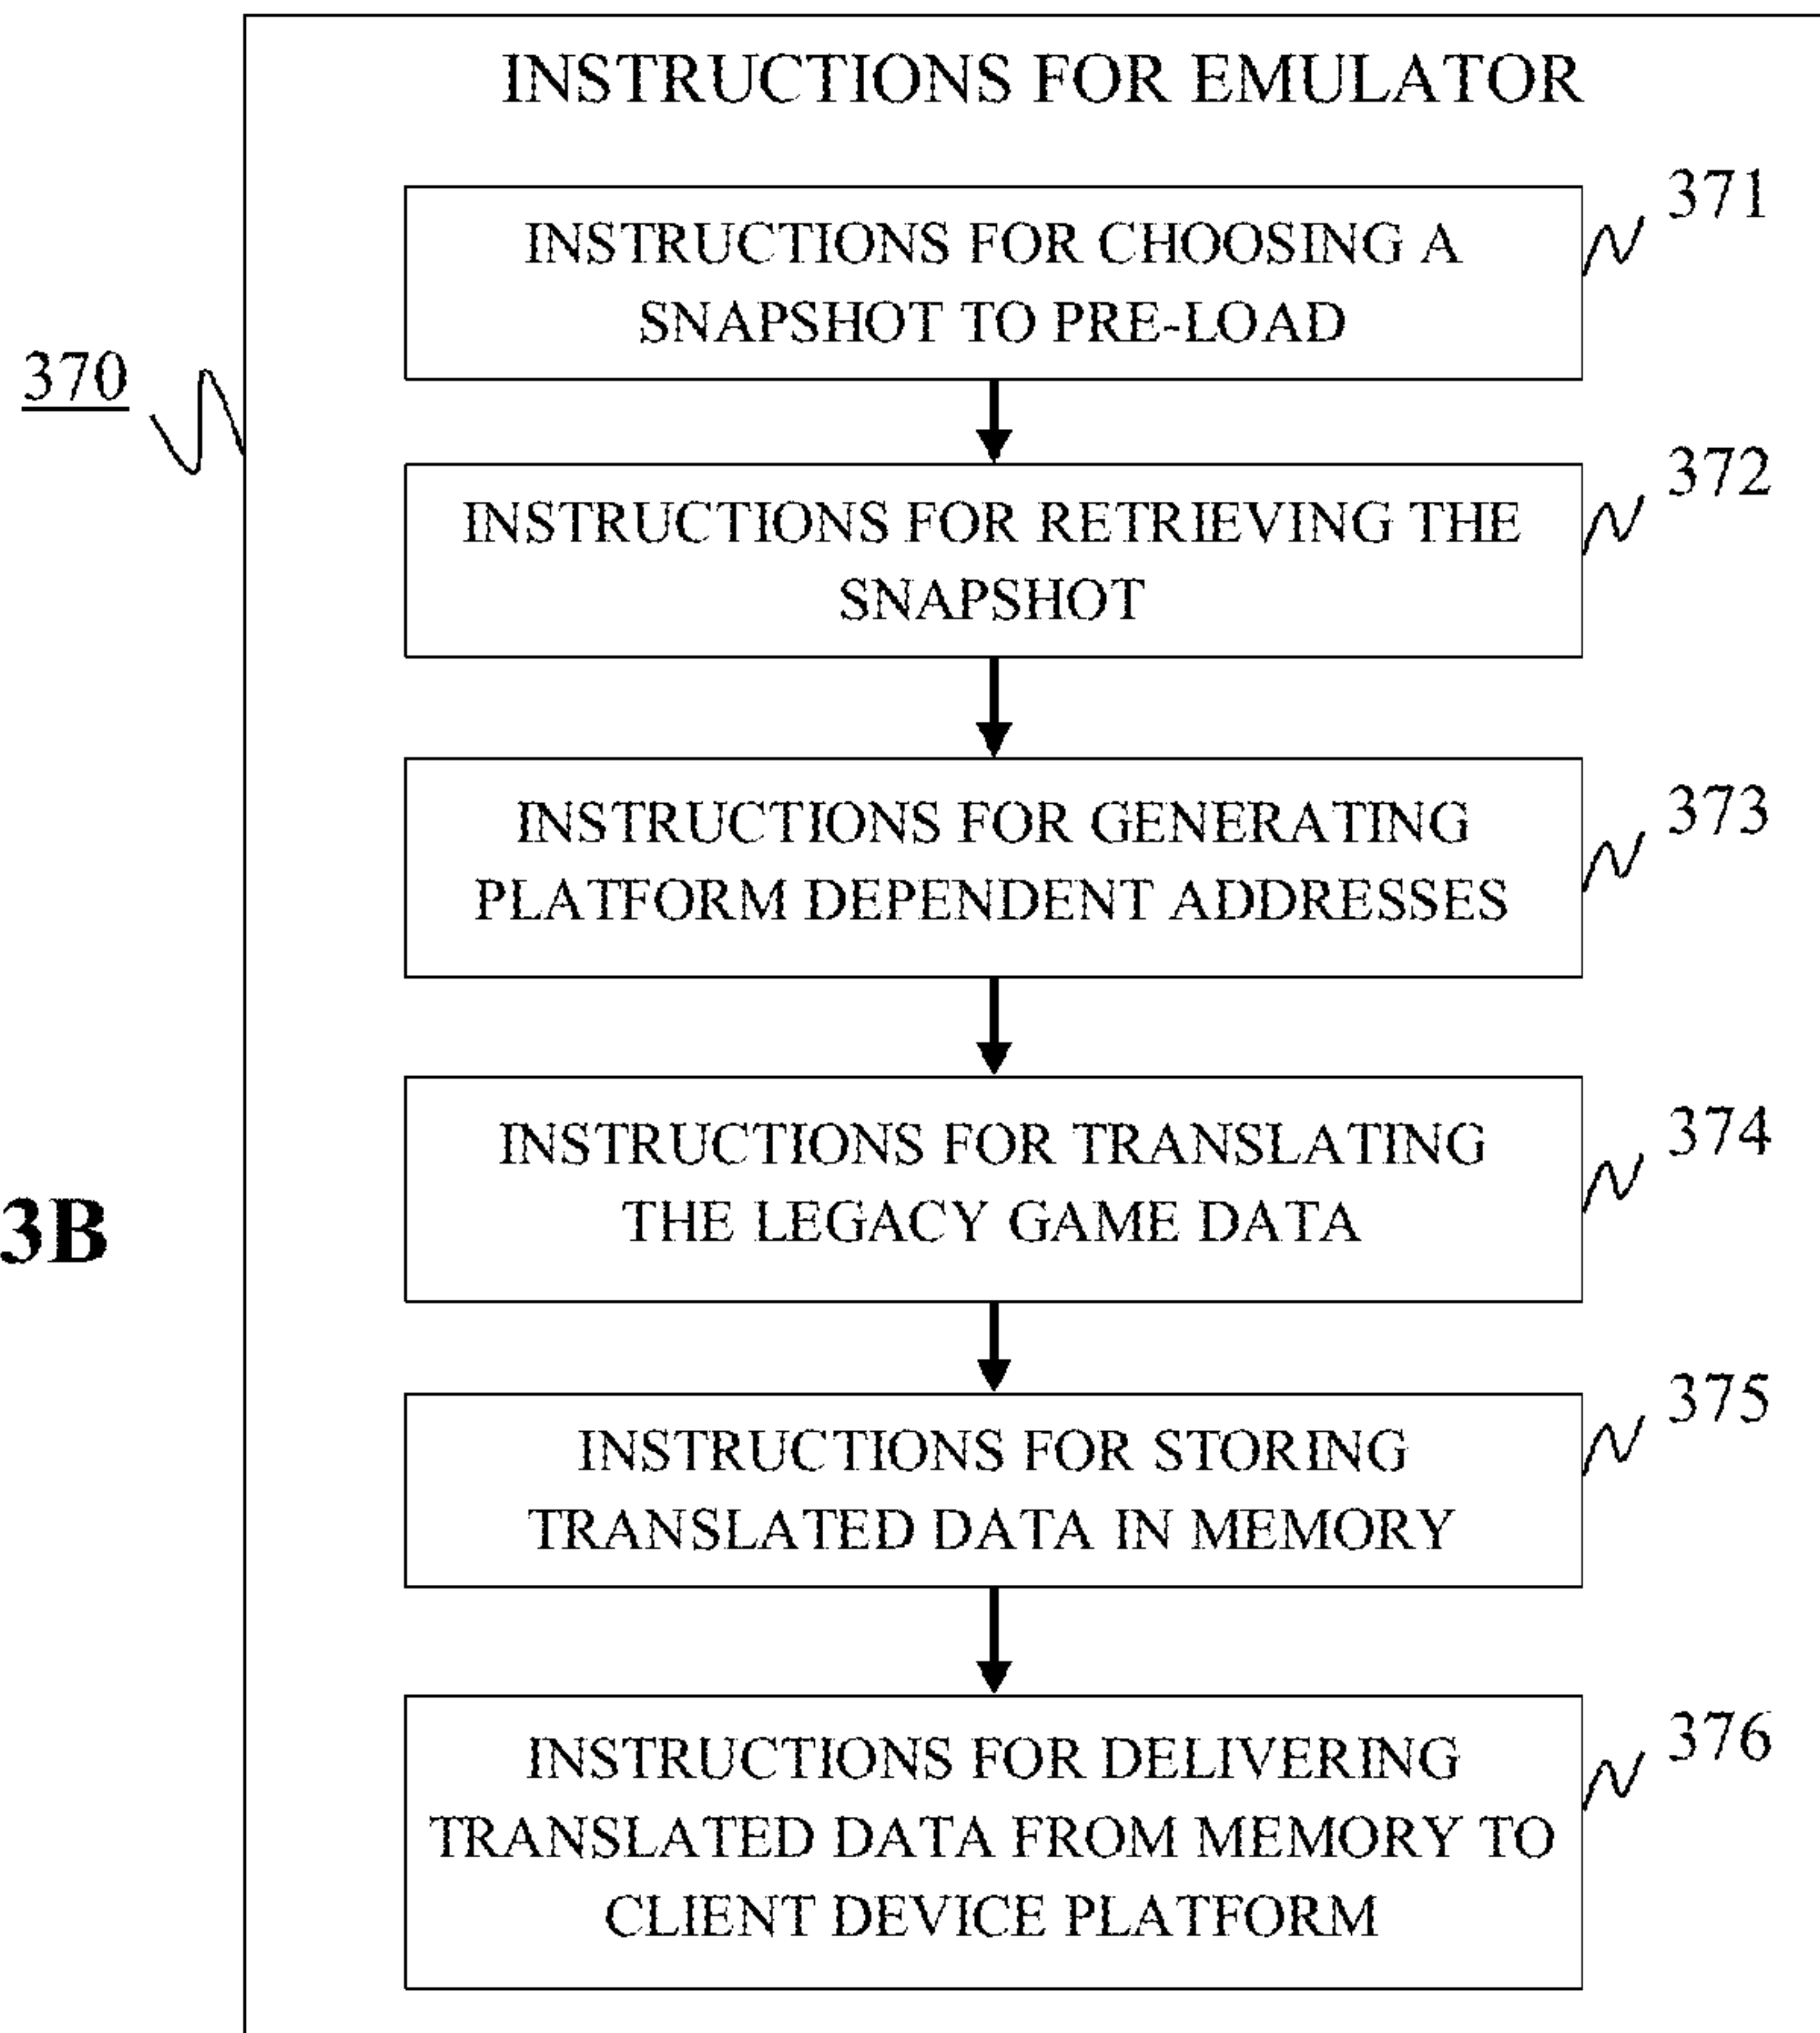 INSTRUCTIONS FOR EMULATOR
371
INSTRUCTIONS FOR CHOOSING A
SNAPSHOT TO PRE-LOAD
370
372
INSTRUCTIONS FOR RETRIEVING THE
SNAPSHOT
373
INSTRUCTIONS FOR GENERATING
PLATFORM DEPENDENT ADDRESSES
374
INSTRUCTIONS FOR TRANSLATING
THE LEGACY GAME DATA
3B
375
INSTRUCTIONS FOR STORING
TRANSLATED DATA IN MEMORY
376
INSTRUCTIONS FOR DELIVERING
TRANSLATED DATA FROM MEMORY TO
CLIENT DEVICE PLATFORM